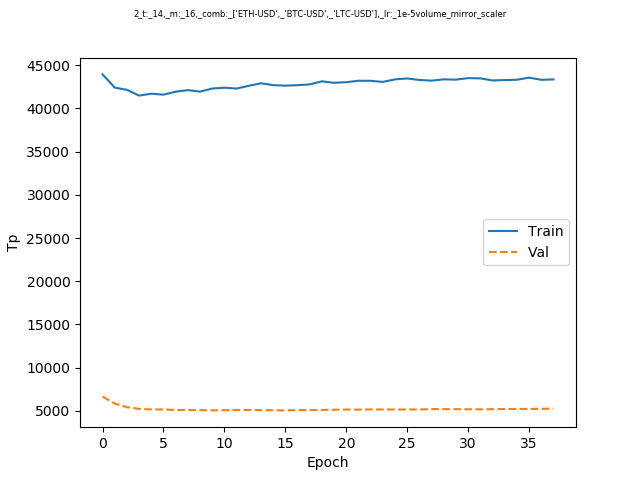 2_t:_14,_m:_16,_comb:_['ETH-USD',_'BTC-USD',_'LTC-USD'],_lr:_1e-5volume_mirror_scaler
45000
40000
35000
30000
25000
20000
15000
10000
5000
Tp
Train
Val
0 5 10 15 20 25 30 35
Epoch